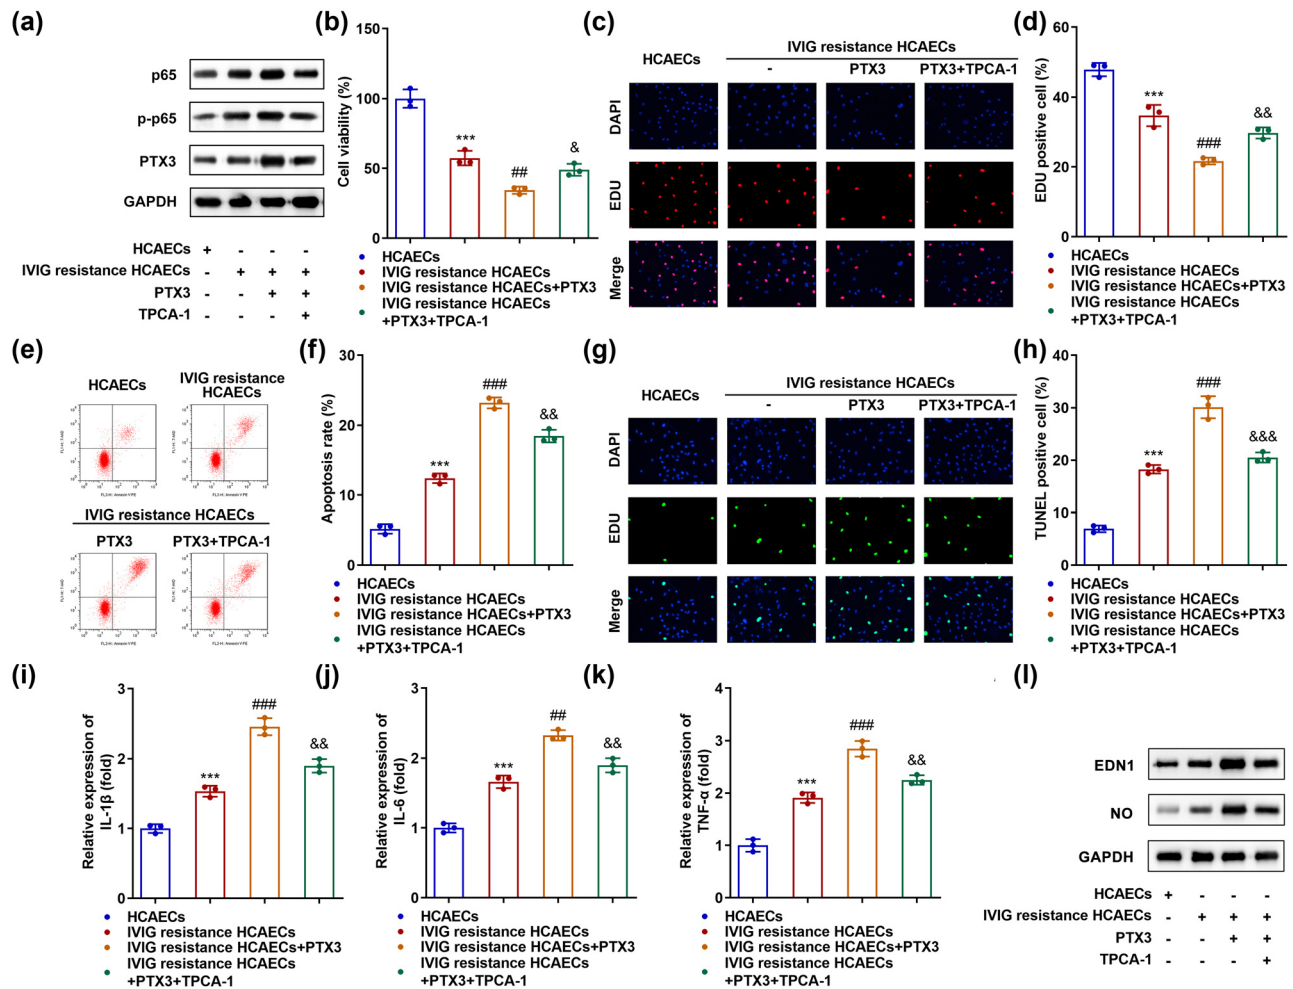 (a)
p65
p-p65
PTX3
GAPDH
HCAECs + - - -
IVIG resistance HCAECs - + + +
PTX3 - - + +
TPCA-1 - - - +
(b)
Cell viability (%)
150
100
50
0
***
##
&
HCAECs
IVIG resistance HCAECs
IVIG resistance HCAECs+PTX3
IVIG resistance HCAECs
+PTX3+TPCA-1
(c)
IVIG resistance HCAECs
HCAECs
- PTX3 PTX3+TPCA-1
DAPI
EDU
Merge
(d)
EDU positive cell (%)
60
40
20
0
***
###
&&
HCAECs
IVIG resistance HCAECs
IVIG resistance HCAECs+PTX3
IVIG resistance HCAECs
+PTX3+TPCA-1
(e)
HCAECs
IVIG resistance
HCAECs
IVIG resistance HCAECs
PTX3 PTX3+TPCA-1
(f)
Apoptosis rate (%)
30
20
10
0
***
###
&&
HCAECs
IVIG resistance HCAECs
IVIG resistance HCAECs+PTX3
IVIG resistance HCAECs
+PTX3+TPCA-1
(g)
IVIG resistance HCAECs
HCAECs
- PTX3 PTX3+TPCA-1
DAPI
EDU
Merge
(h)
TUNEL positive cell (%)
40
30
20
10
0
***
###
&&&
HCAECs
IVIG resistance HCAECs
IVIG resistance HCAECs+PTX3
IVIG resistance HCAECs
+PTX3+TPCA-1
(i)
Relative expression of
IL-1β (fold)
3
2
1
0
***
###
&&
HCAECs
IVIG resistance HCAECs
IVIG resistance HCAECs+PTX3
IVIG resistance HCAECs
+PTX3+TPCA-1
(j)
Relative expression of
IL-6 (fold)
3
2
1
0
***
##
&&
HCAECs
IVIG resistance HCAECs
IVIG resistance HCAECs+PTX3
IVIG resistance HCAECs
+PTX3+TPCA-1
(k)
Relative expression of
TNF-α (fold)
4
3
2
1
0
***
###
&&
HCAECs
IVIG resistance HCAECs
IVIG resistance HCAECs+PTX3
IVIG resistance HCAECs
+PTX3+TPCA-1
(l)
EDN1
NO
GAPDH
HCAECs + - - -
IVIG resistance HCAECs - + + +
PTX3 - - + +
TPCA-1 - - - +